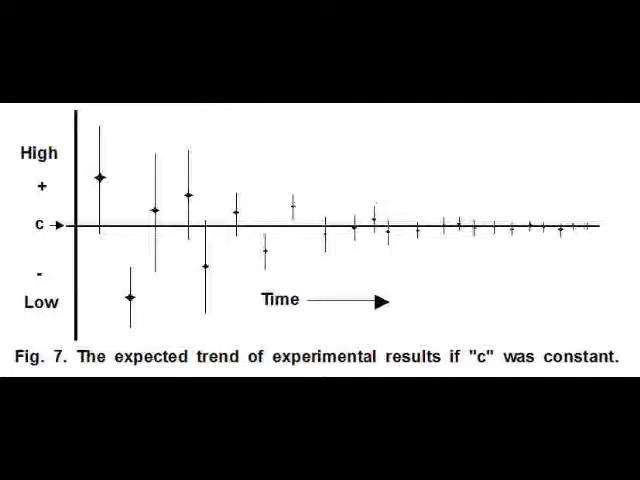 High
+
c
-
Low
Time
Fig. 7. The expected trend of experimental results if "c" was constant.